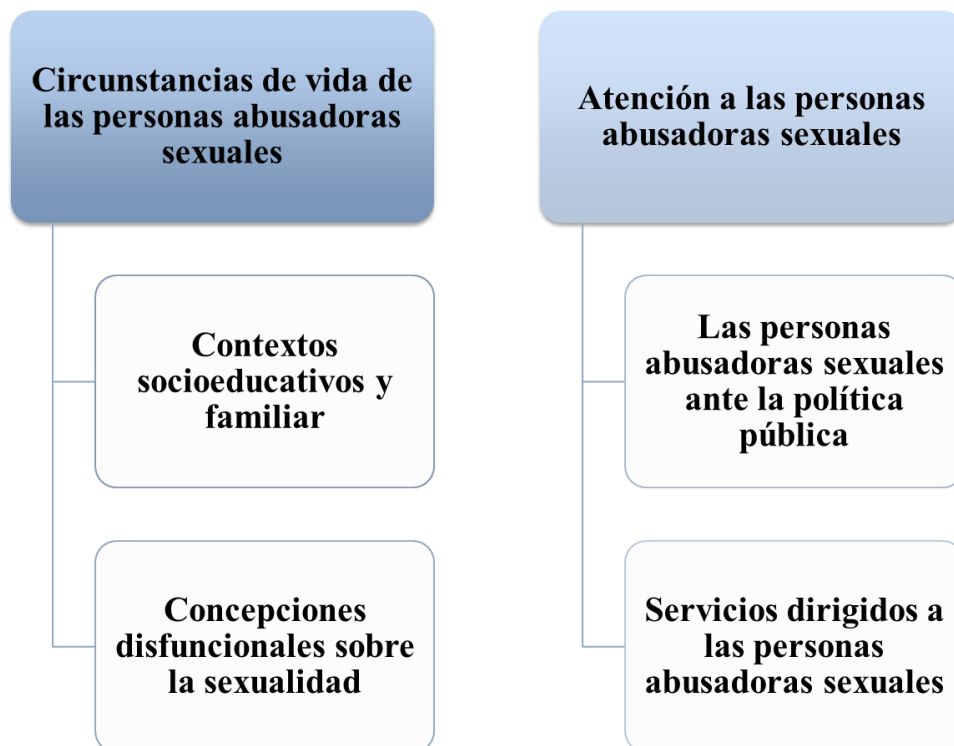 Circunstancias de vida de
las personas abusadoras
sexuales
Contextos
socioeducativos y
familiar
Concepciones
disfuncionales sobre
la sexualidad
Atención a las personas
abusadoras sexuales
Las personas
abusadoras sexuales
ante la política
pública
Servicios dirigidos a
las personas
abusadoras sexuales